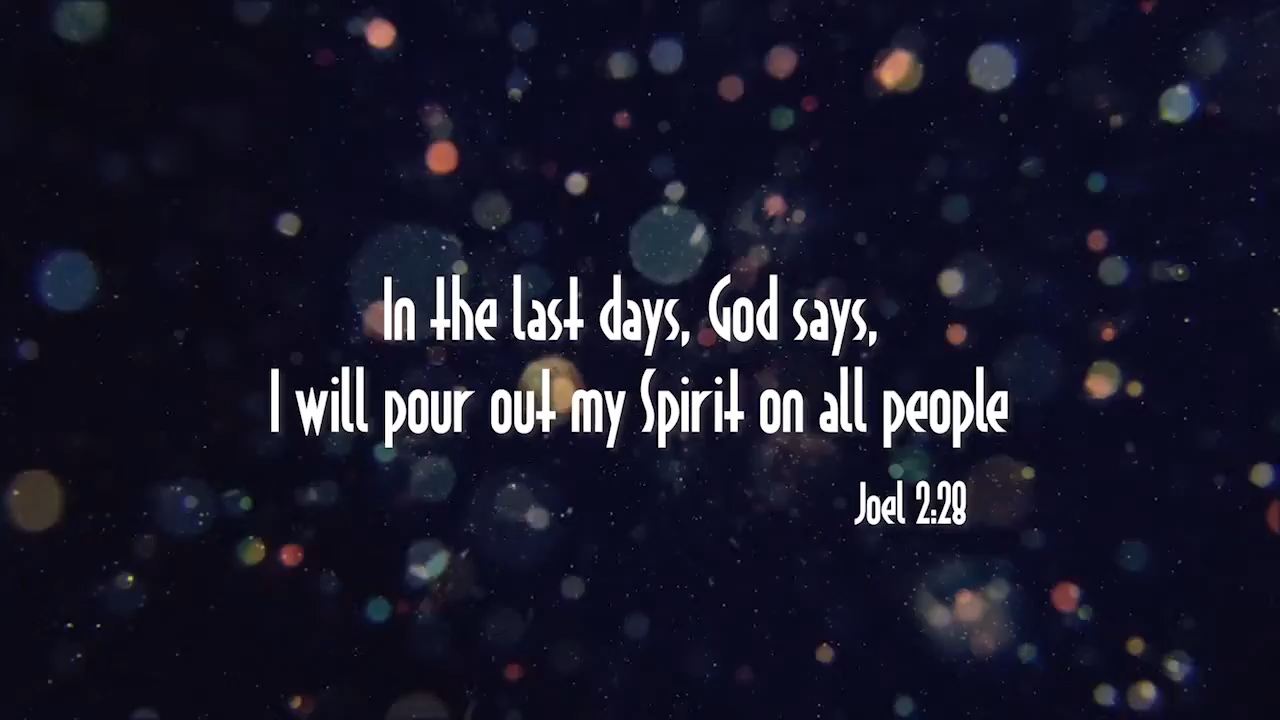 In the last days, God says,
I will pour out my Spirit on all people
Joel 2:28